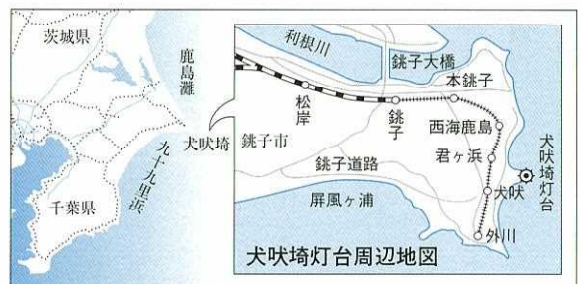 茨城県
鹿島灘
犬吠埼
九十九里浜
千葉県
利根川
銚子大橋
本銚子
松岸
銚子
西海鹿島
銚子市
君ヶ浜
犬吠埼灯台
銚子道路
犬吠
屏風ヶ浦
外川
犬吠埼灯台周辺地図